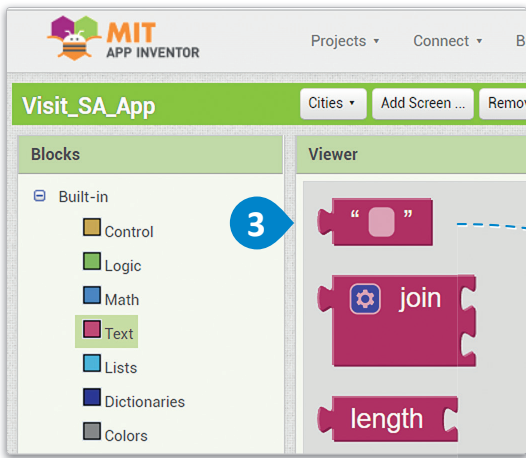 MIT
APP INVENTOR
Projects ▾
Connect ▾
B
Visit_SA_App
Cities ▾
Add Screen ...
Remov
Blocks
Viewer
Built-in
Control
Logic
Math
Text
Lists
Dictionaries
Colors
3
“ ”
join
length